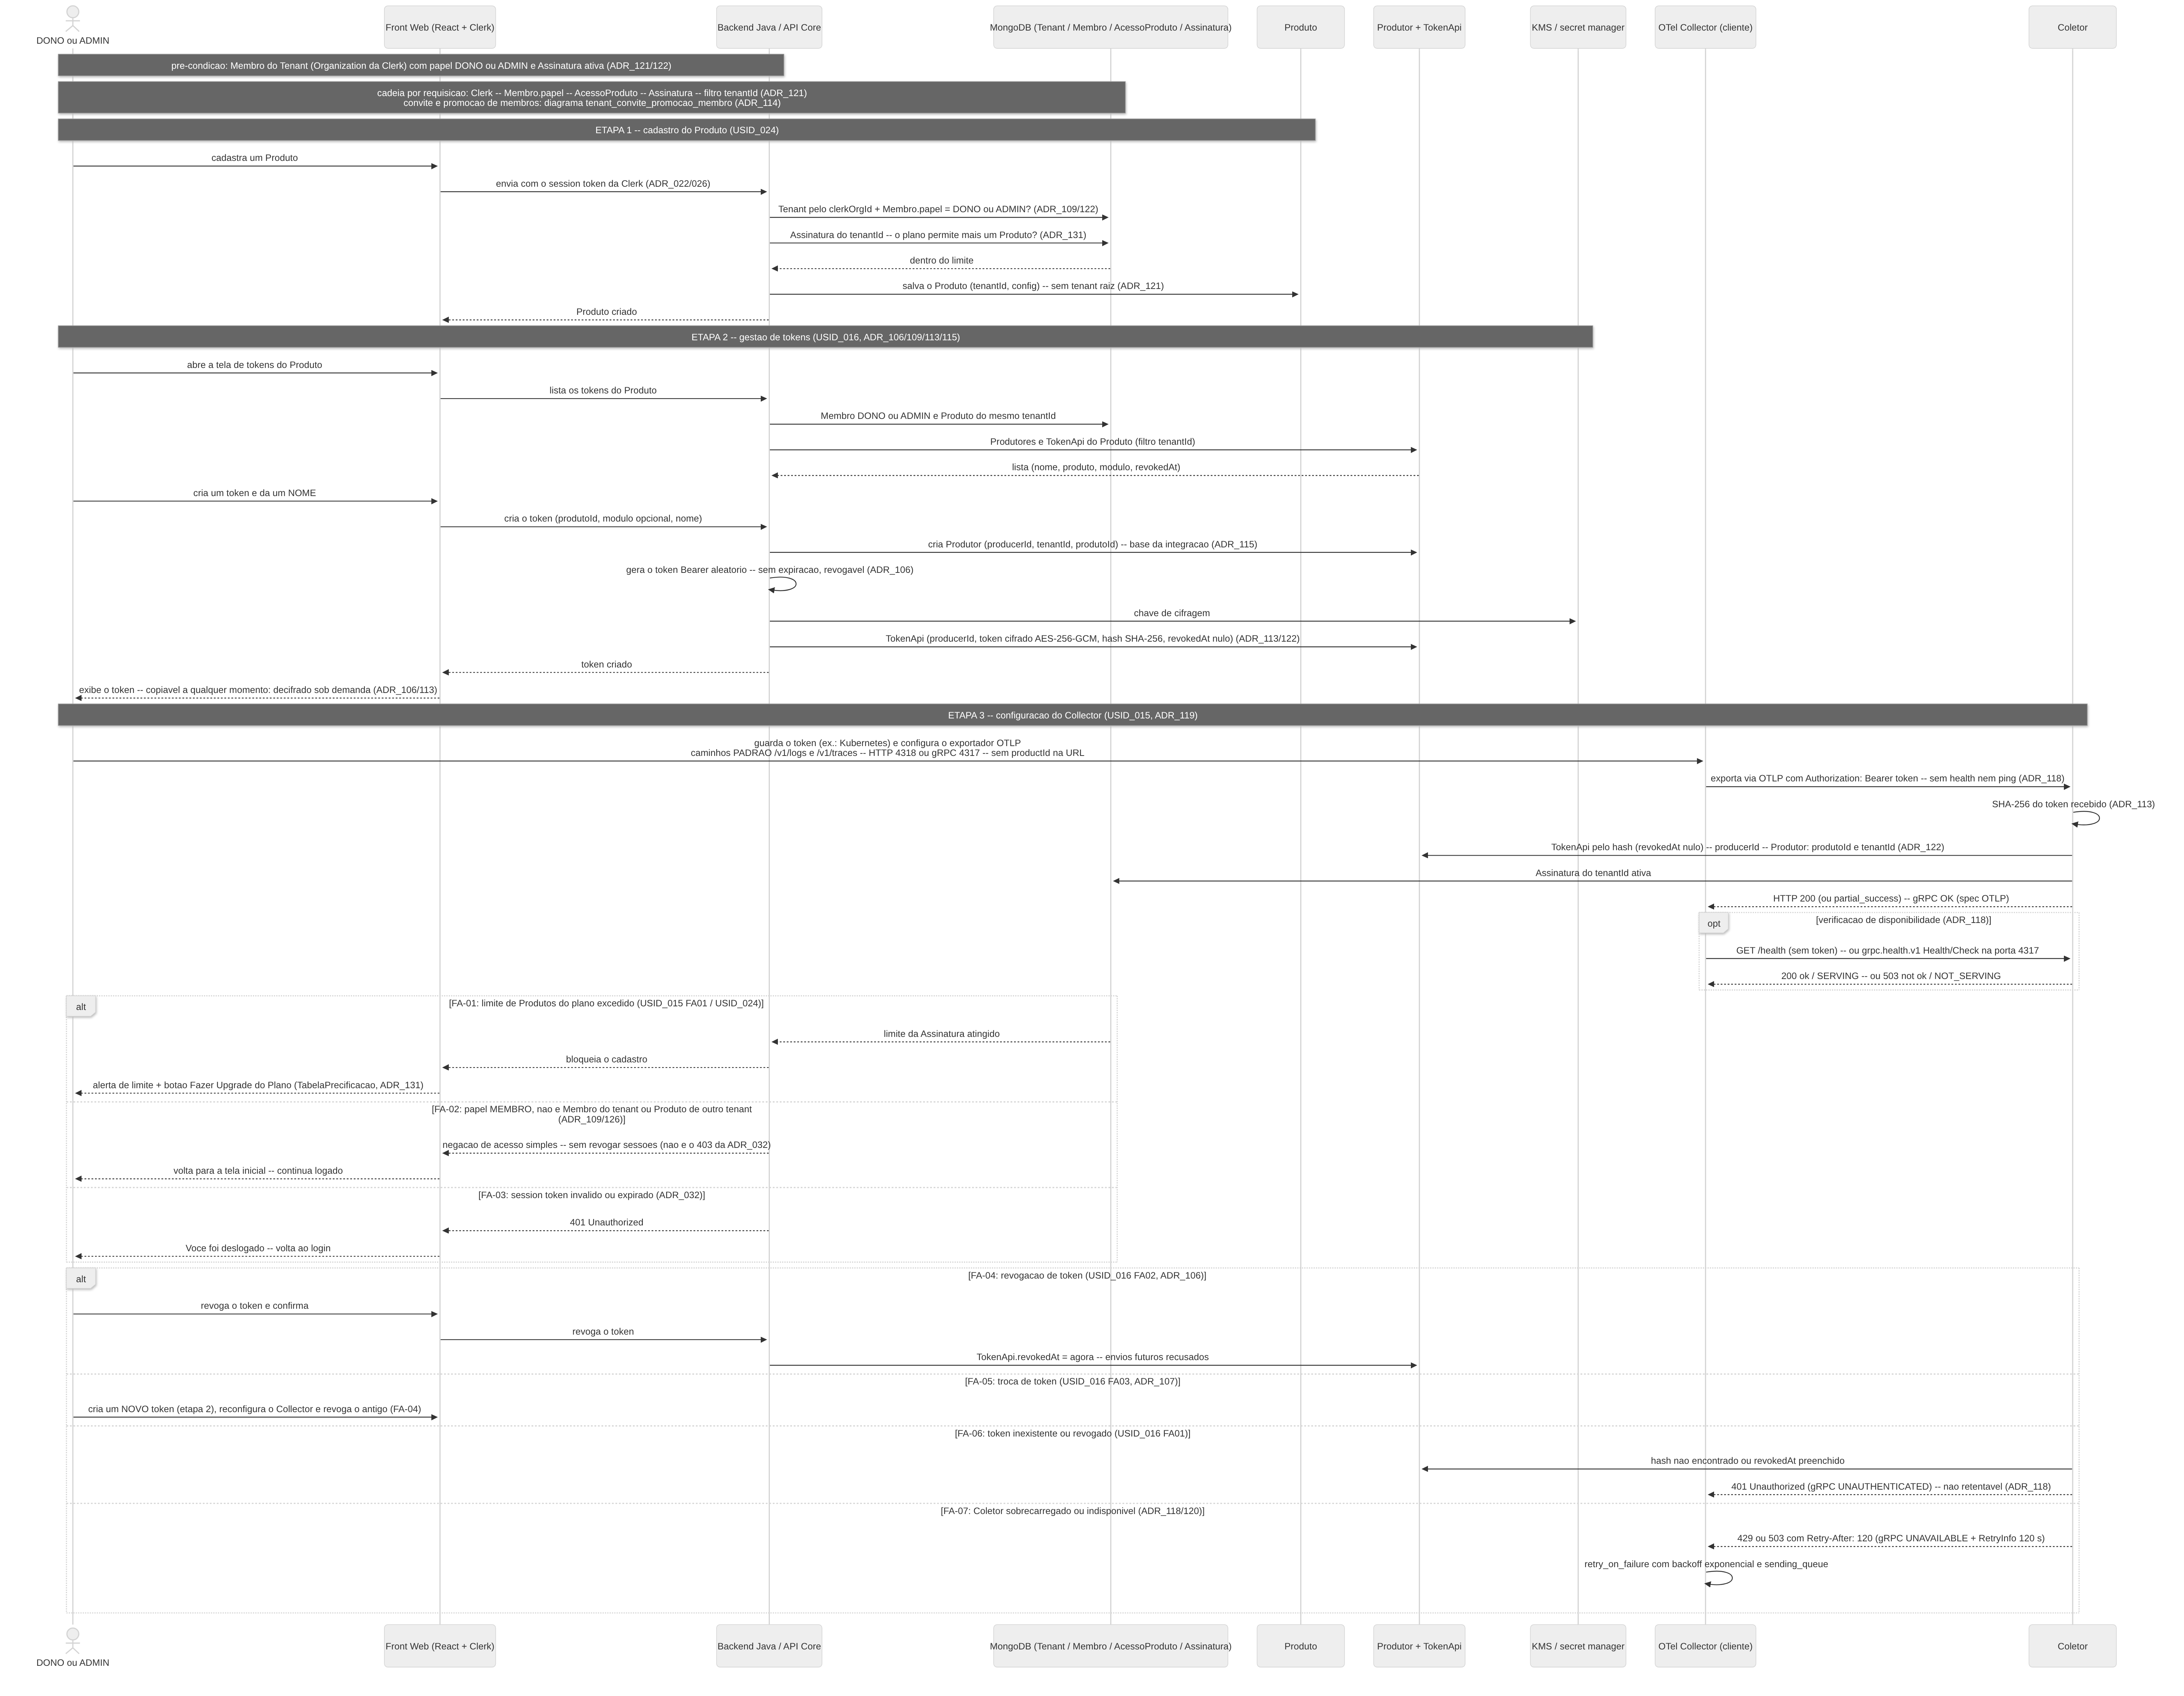 DONO ou ADMIN
Front Web (React + Clerk)
Backend Java / API Core
MongoDB (Tenant / Membro / AcessoProduto / Assinatura)
Produto
Produtor + TokenApi
KMS / secret manager
OTel Collector (cliente)
Coletor
pre-condicao: Membro do Tenant (Organization da Clerk) com papel DONO ou ADMIN e Assinatura ativa (ADR_121/122)
cadeia por requisicao: Clerk -- Membro.papel -- AcessoProduto -- Assinatura -- filtro tenantId (ADR_121)
convite e promocao de membros: diagrama tenant_convite_promocao_membro (ADR_114)
ETAPA 1 -- cadastro do Produto (USID_024)
cadastra um Produto
envia com o session token da Clerk (ADR_022/026)
Tenant pelo clerkOrgId + Membro.papel = DONO ou ADMIN? (ADR_109/122)
Assinatura do tenantId -- o plano permite mais um Produto? (ADR_131)
dentro do limite
salva o Produto (tenantId, config) -- sem tenant raiz (ADR_121)
Produto criado
ETAPA 2 -- gestao de tokens (USID_016, ADR_106/109/113/115)
abre a tela de tokens do Produto
lista os tokens do Produto
Membro DONO ou ADMIN e Produto do mesmo tenantId
Produtores e TokenApi do Produto (filtro tenantId)
lista (nome, produto, modulo, revokedAt)
cria um token e da um NOME
cria o token (produtoId, modulo opcional, nome)
cria Produtor (producerId, tenantId, produtoId) -- base da integracao (ADR_115)
gera o token Bearer aleatorio -- sem expiracao, revogavel (ADR_106)
chave de cifragem
TokenApi (producerId, token cifrado AES-256-GCM, hash SHA-256, revokedAt nulo) (ADR_113/122)
token criado
exibe o token -- copiavel a qualquer momento: decifrado sob demanda (ADR_106/113)
ETAPA 3 -- configuracao do Collector (USID_015, ADR_119)
guarda o token (ex.: Kubernetes) e configura o exportador OTLP
caminhos PADRAO /v1/logs e /v1/traces -- HTTP 4318 ou gRPC 4317 -- sem productId na URL
exporta via OTLP com Authorization: Bearer token -- sem health nem ping (ADR_118)
SHA-256 do token recebido (ADR_113)
TokenApi pelo hash (revokedAt nulo) -- producerId -- Produtor: produtoId e tenantId (ADR_122)
Assinatura do tenantId ativa
HTTP 200 (ou partial_success) -- gRPC OK (spec OTLP)
opt
[verificacao de disponibilidade (ADR_118)]
GET /health (sem token) -- ou grpc.health.v1 Health/Check na porta 4317
200 ok / SERVING -- ou 503 not ok / NOT_SERVING
alt
[FA-01: limite de Produtos do plano excedido (USID_015 FA01 / USID_024)]
limite da Assinatura atingido
bloqueia o cadastro
alerta de limite + botao Fazer Upgrade do Plano (TabelaPrecificacao, ADR_131)
[FA-02: papel MEMBRO, nao e Membro do tenant ou Produto de outro tenant
(ADR_109/126)]
negacao de acesso simples -- sem revogar sessoes (nao e o 403 da ADR_032)
volta para a tela inicial -- continua logado
[FA-03: session token invalido ou expirado (ADR_032)]
401 Unauthorized
Voce foi deslogado -- volta ao login
alt
[FA-04: revogacao de token (USID_016 FA02, ADR_106)]
revoga o token e confirma
revoga o token
TokenApi.revokedAt = agora -- envios futuros recusados
[FA-05: troca de token (USID_016 FA03, ADR_107)]
cria um NOVO token (etapa 2), reconfigura o Collector e revoga o antigo (FA-04)
[FA-06: token inexistente ou revogado (USID_016 FA01)]
hash nao encontrado ou revokedAt preenchido
401 Unauthorized (gRPC UNAUTHENTICATED) -- nao retentavel (ADR_118)
[FA-07: Coletor sobrecarregado ou indisponivel (ADR_118/120)]
429 ou 503 com Retry-After: 120 (gRPC UNAVAILABLE + RetryInfo 120 s)
retry_on_failure com backoff exponencial e sending_queue
DONO ou ADMIN
Front Web (React + Clerk)
Backend Java / API Core
MongoDB (Tenant / Membro / AcessoProduto / Assinatura)
Produto
Produtor + TokenApi
KMS / secret manager
OTel Collector (cliente)
Coletor